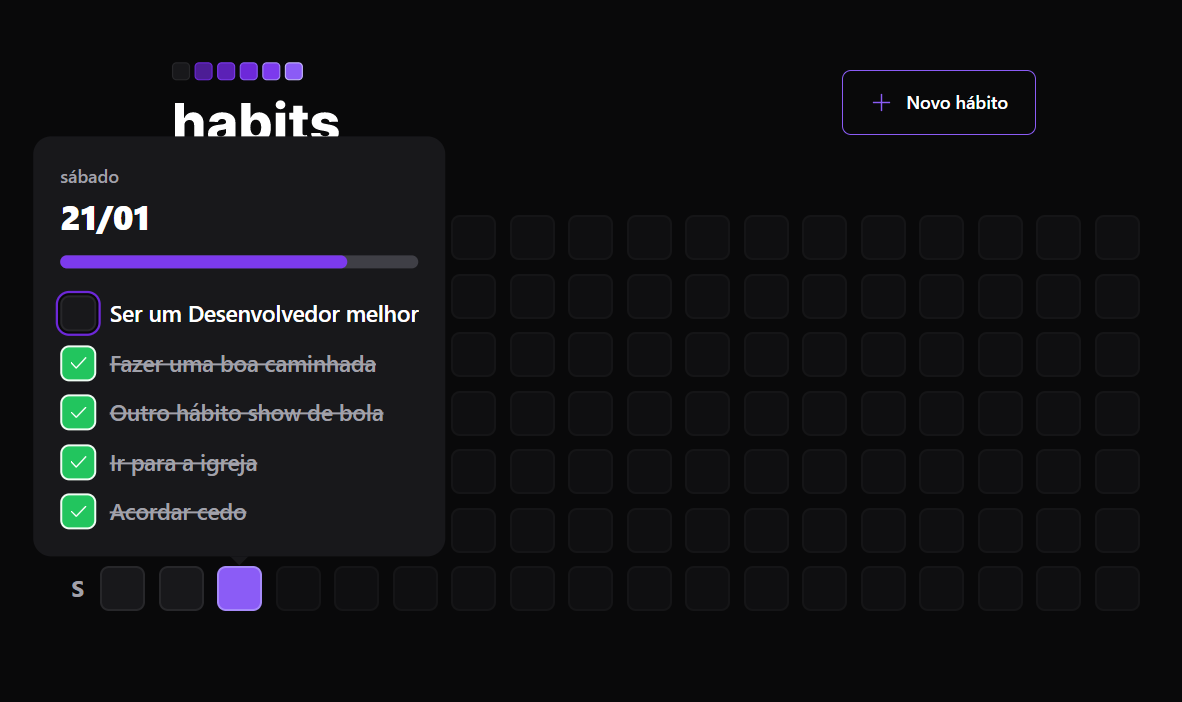 habits
Novo hábito
sábado
21/01
Ser um Desenvolvedor melhor
Fazer uma boa caminhada
Outro hábito show de bola
Ir para a igreja
Acordar cedo
S